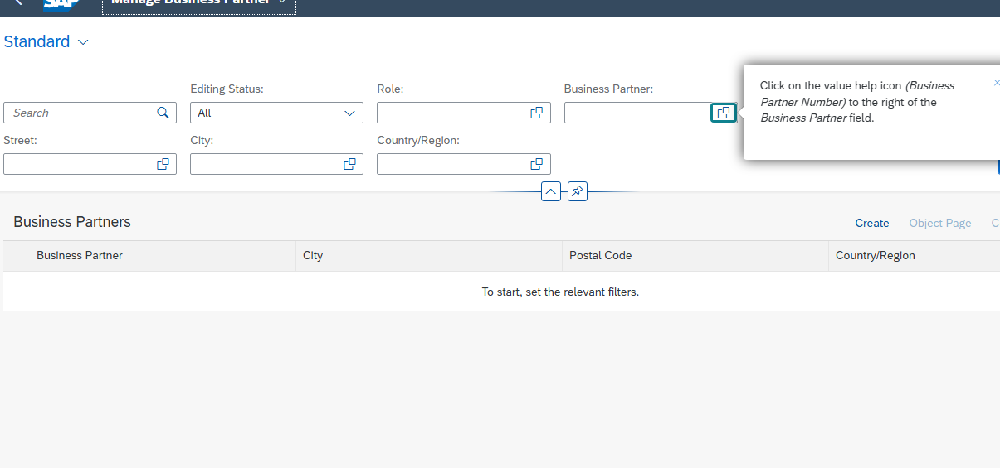 SAP Manage Business Partner
Standard
Editing Status: Role: Business Partner:
Search All
Click on the value help icon (Business
Partner Number) to the right of the
Business Partner field.
Street: City: Country/Region:
Business Partners
Create Object Page C
Business Partner City Postal Code Country/Region
To start, set the relevant filters.